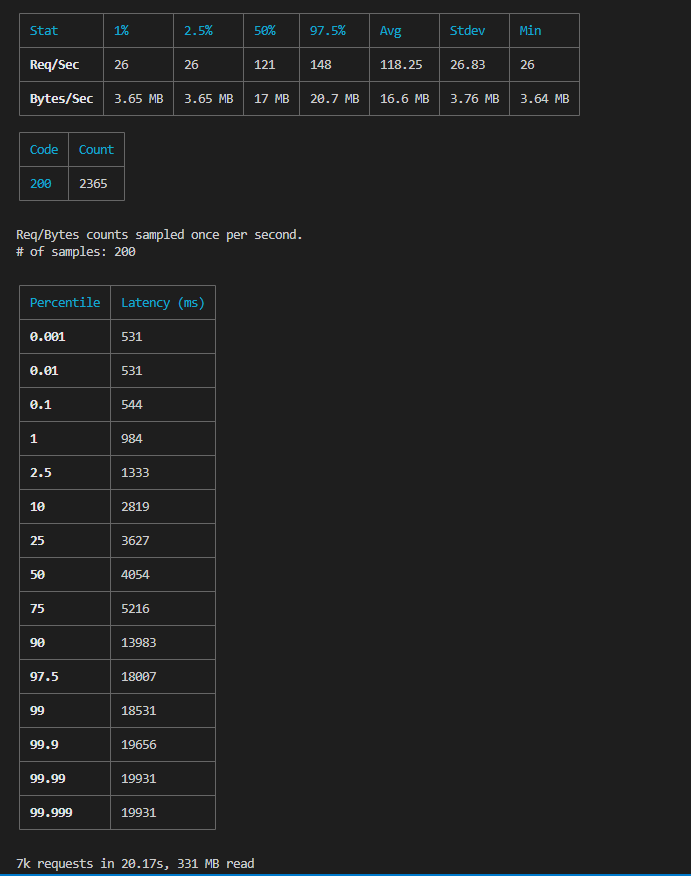 Stat 1% 2.5% 50% 97.5% Avg Stdev Min
Req/Sec 26 26 121 148 118.25 26.83 26
Bytes/Sec 3.65 MB 3.65 MB 17 MB 20.7 MB 16.6 MB 3.76 MB 3.64 MB
Code Count
200 2365
Req/Bytes counts sampled once per second.
# of samples: 200
Percentile Latency (ms)
0.001 531
0.01 531
0.1 544
1 984
2.5 1333
10 2819
25 3627
50 4054
75 5216
90 13983
97.5 18007
99 18531
99.9 19656
99.99 19931
99.999 19931
7k requests in 20.17s, 331 MB read